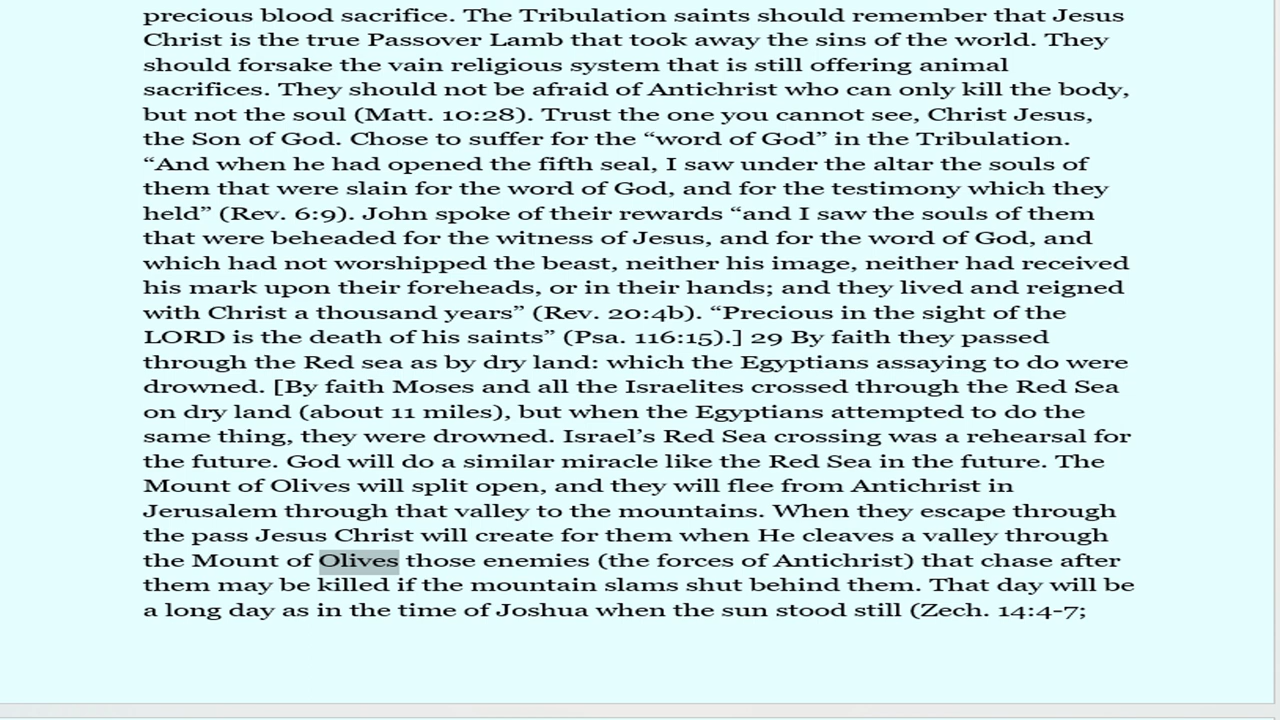 precious blood sacrifice. The Tribulation saints should remember that Jesus
Christ is the true Passover Lamb that took away the sins of the world. They
should forsake the vain religious system that is still offering animal
sacrifices. They should not be afraid of Antichrist who can only kill the body,
but not the soul (Matt. 10:28). Trust the one you cannot see, Christ Jesus,
the Son of God. Chose to suffer for the “word of God” in the Tribulation.
“And when he had opened the fifth seal, I saw under the altar the souls of
them that were slain for the word of God, and for the testimony which they
held” (Rev. 6:9). John spoke of their rewards “and I saw the souls of them
that were beheaded for the witness of Jesus, and for the word of God, and
which had not worshipped the beast, neither his image, neither had received
his mark upon their foreheads, or in their hands; and they lived and reigned
with Christ a thousand years” (Rev. 20:4b). “Precious in the sight of the
LORD is the death of his saints” (Psa. 116:15).] 29 By faith they passed
through the Red sea as by dry land: which the Egyptians assaying to do were
drowned. [By faith Moses and all the Israelites crossed through the Red Sea
on dry land (about 11 miles), but when the Egyptians attempted to do the
same thing, they were drowned. Israel’s Red Sea crossing was a rehearsal for
the future. God will do a similar miracle like the Red Sea in the future. The
Mount of Olives will split open, and they will flee from Antichrist in
Jerusalem through that valley to the mountains. When they escape through
the pass Jesus Christ will create for them when He cleaves a valley through
the Mount of Olives those enemies (the forces of Antichrist) that chase after
them may be killed if the mountain slams shut behind them. That day will be
a long day as in the time of Joshua when the sun stood still (Zech. 14:4-7;